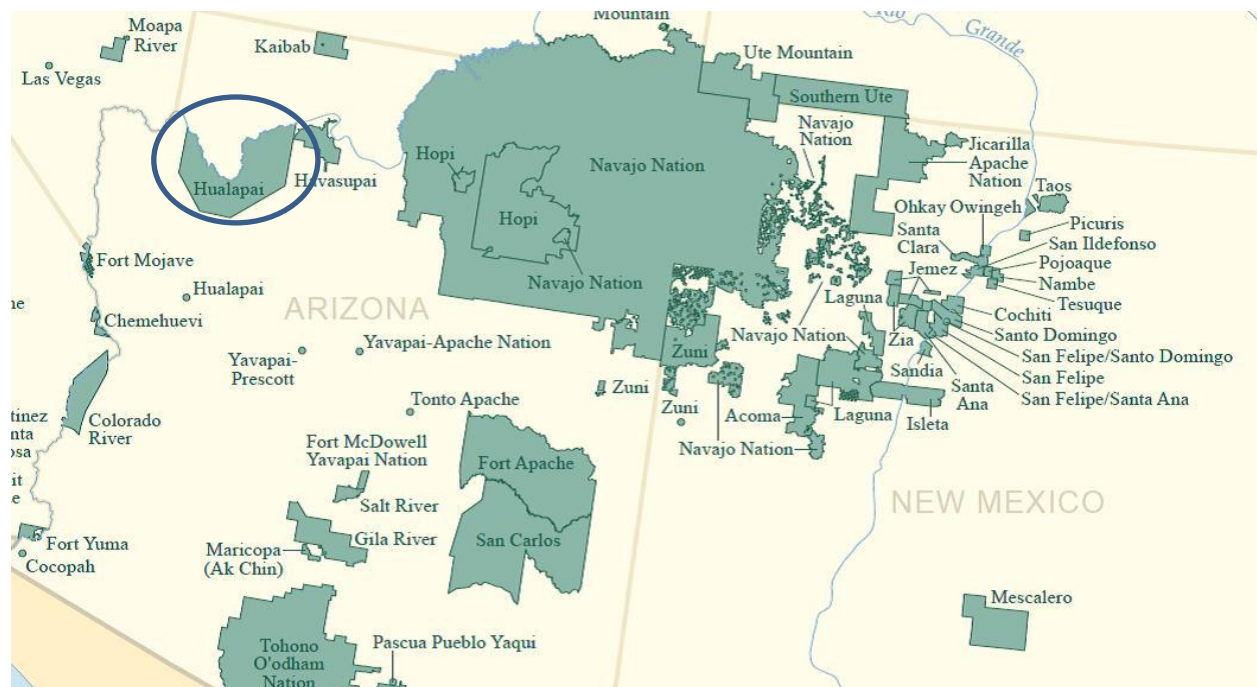 Mountain
Rio
Grande
Moapa
River
Kaibab
Las Vegas
Ute Mountain
Southern Ute
Navajo
Nation
Hualapai
Havasupai
Hopi
Navajo Nation
Jicarilla
Apache
Nation
Taos
Hopi
Ohkay Owingeh
Santa
Clara
Picuris
San Ildefonso
Pojoaque
Nambe
Tesuque
Jemez
Fort Mojave
Navajo Nation
Hualapai
ARIZONA
Laguna
Cochiti
Chemehuevi
Navajo Nation
Zia
Santo Domingo
Yavapai-
Prescott
Yavapai-Apache Nation
Zuni
Sandia
San Felipe/Santo Domingo
San Felipe
San Felipe/Santa Ana
Santa
Ana
Zuni
Zuni
Colorado
River
Tonto Apache
Acoma
Laguna
Isleta
Navajo Nation
Fort McDowell
Yavapai Nation
Fort Apache
Salt River
NEW MEXICO
Gila River
San Carlos
Maricopa
(Ak Chin)
Fort Yuma
Cocopah
Mescalero
Tohono
O'odham
Nation
Pascua Pueblo Yaqui